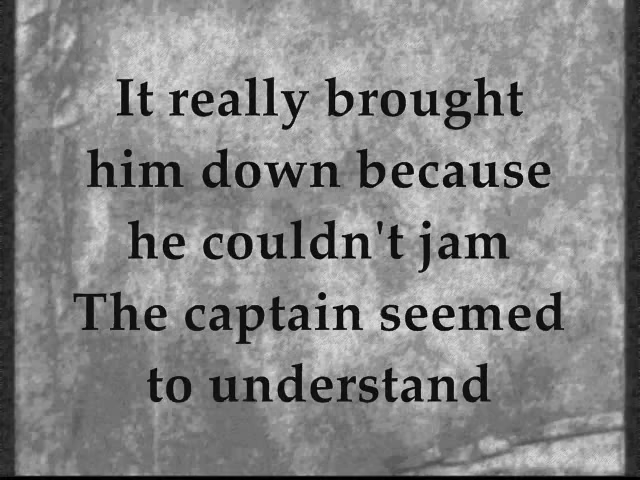 It really brought
him down because
he couldn't jam
The captain seemed
to understand